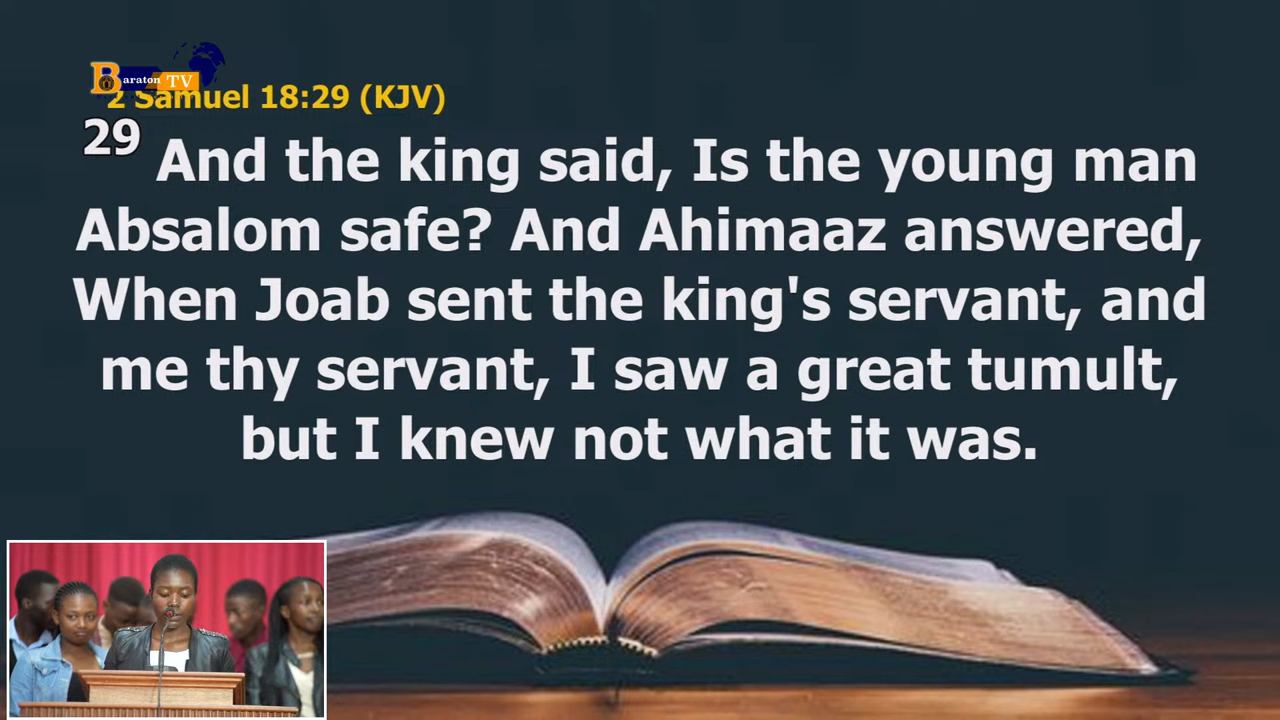 Baraton TV
2 Samuel 18:29 (KJV)
29 And the king said, Is the young man
Absalom safe? And Ahimaaz answered,
When Joab sent the king's servant, and
me thy servant, I saw a great tumult,
but I knew not what it was.